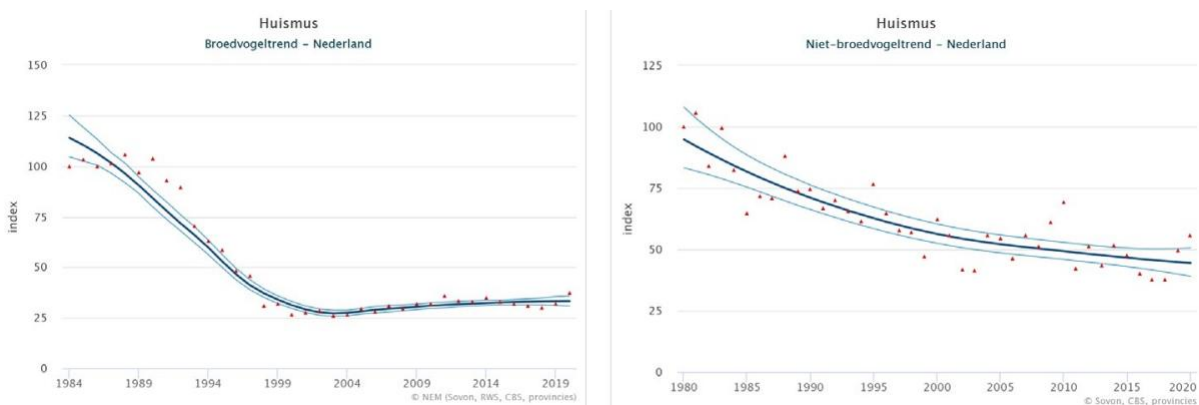 Huismus
Broedvogeltrend – Nederland
150
125
100
75
50
25
0
index
1984 1989 1994 1999 2004 2009 2014 2019
© NEM (Sovon, RWS, CBS, provincies)
Huismus
Niet-broedvogeltrend – Nederland
125
100
75
50
25
0
index
1980 1985 1990 1995 2000 2005 2010 2015 2020
© Sovon, CBS, provincies